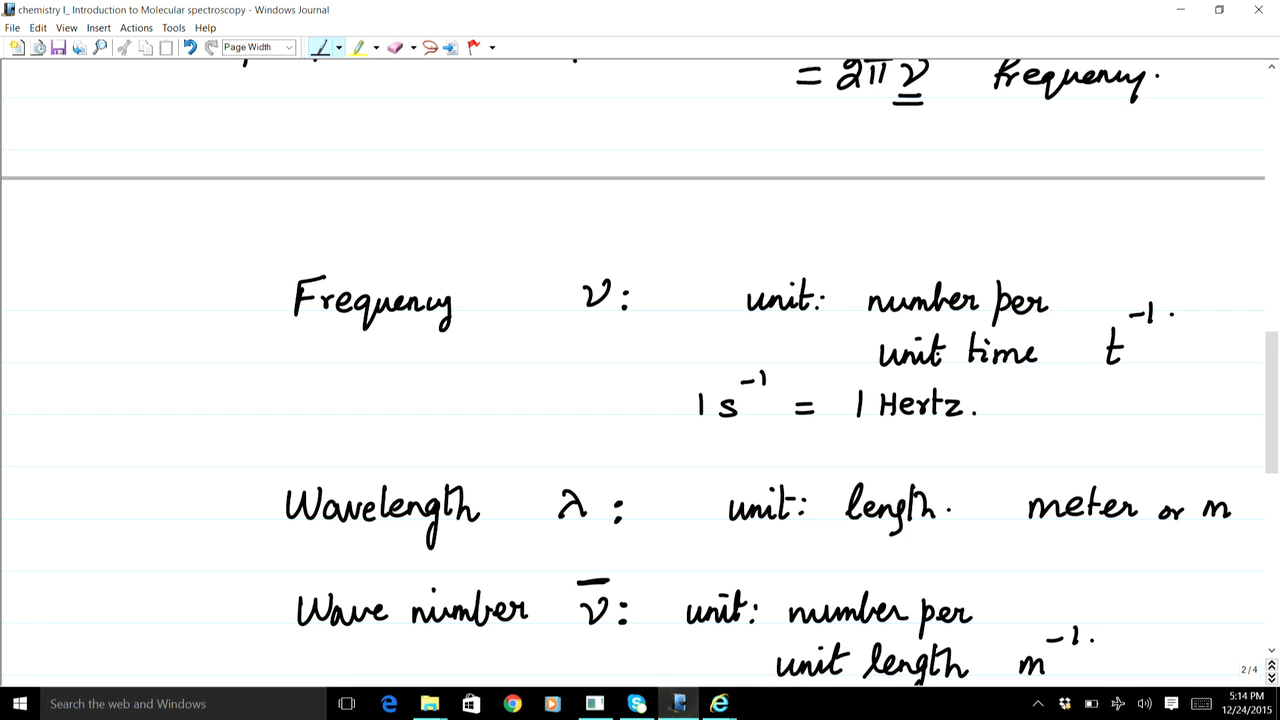 chemistry I_ Introduction to Molecular spectroscopy - Windows Journal
File Edit View Insert Actions Tools Help
Page Width
= 2π ν frequency.
Frequency ν: unit: number per
unit time t⁻¹.
1 s⁻¹ = 1 Hertz.
Wavelength λ: unit: length. meter or m
Wave number ν̄: unit: number per
unit length m⁻¹.
2 / 4
Search the web and Windows
5:14 PM
12/24/2015